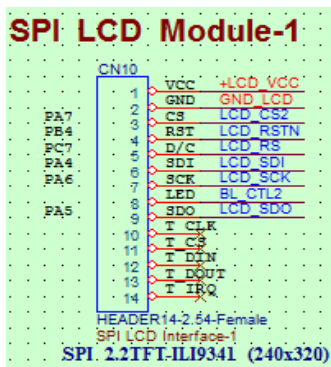 SPI LCD Module-1
CN10
1 VCC +LCD_VCC
2 GND GND_LCD
PA7 3 CS LCD_CS2
PB4 4 RST LCD_RSTN
PC7 5 D/C LCD_RS
PA4 6 SDI LCD_SDI
PA6 7 SCK LCD_SCK
8 LED BL_CTL2
PA5 9 SDO LCD_SDO
10 T_CLK
11 T_CS
12 T_DIN
13 T_DOUT
14 T_IRQ
HEADER14-2.54-Female
SPI LCD Interface-1
SPI 2.2TFT-ILI9341 (240x320)